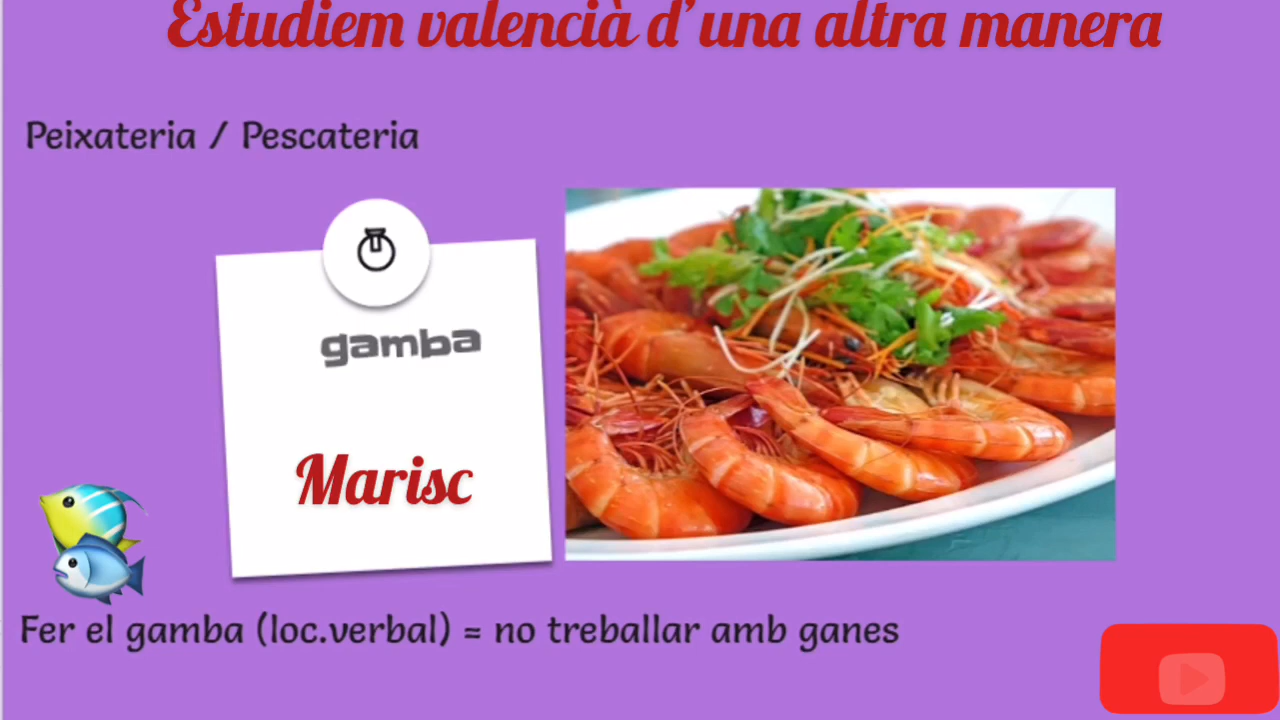 Estudiem valencià d'una altra manera
Peixateria / Pescateria
gamba
Marisc
Fer el gamba (loc.verbal) = no treballar amb ganes